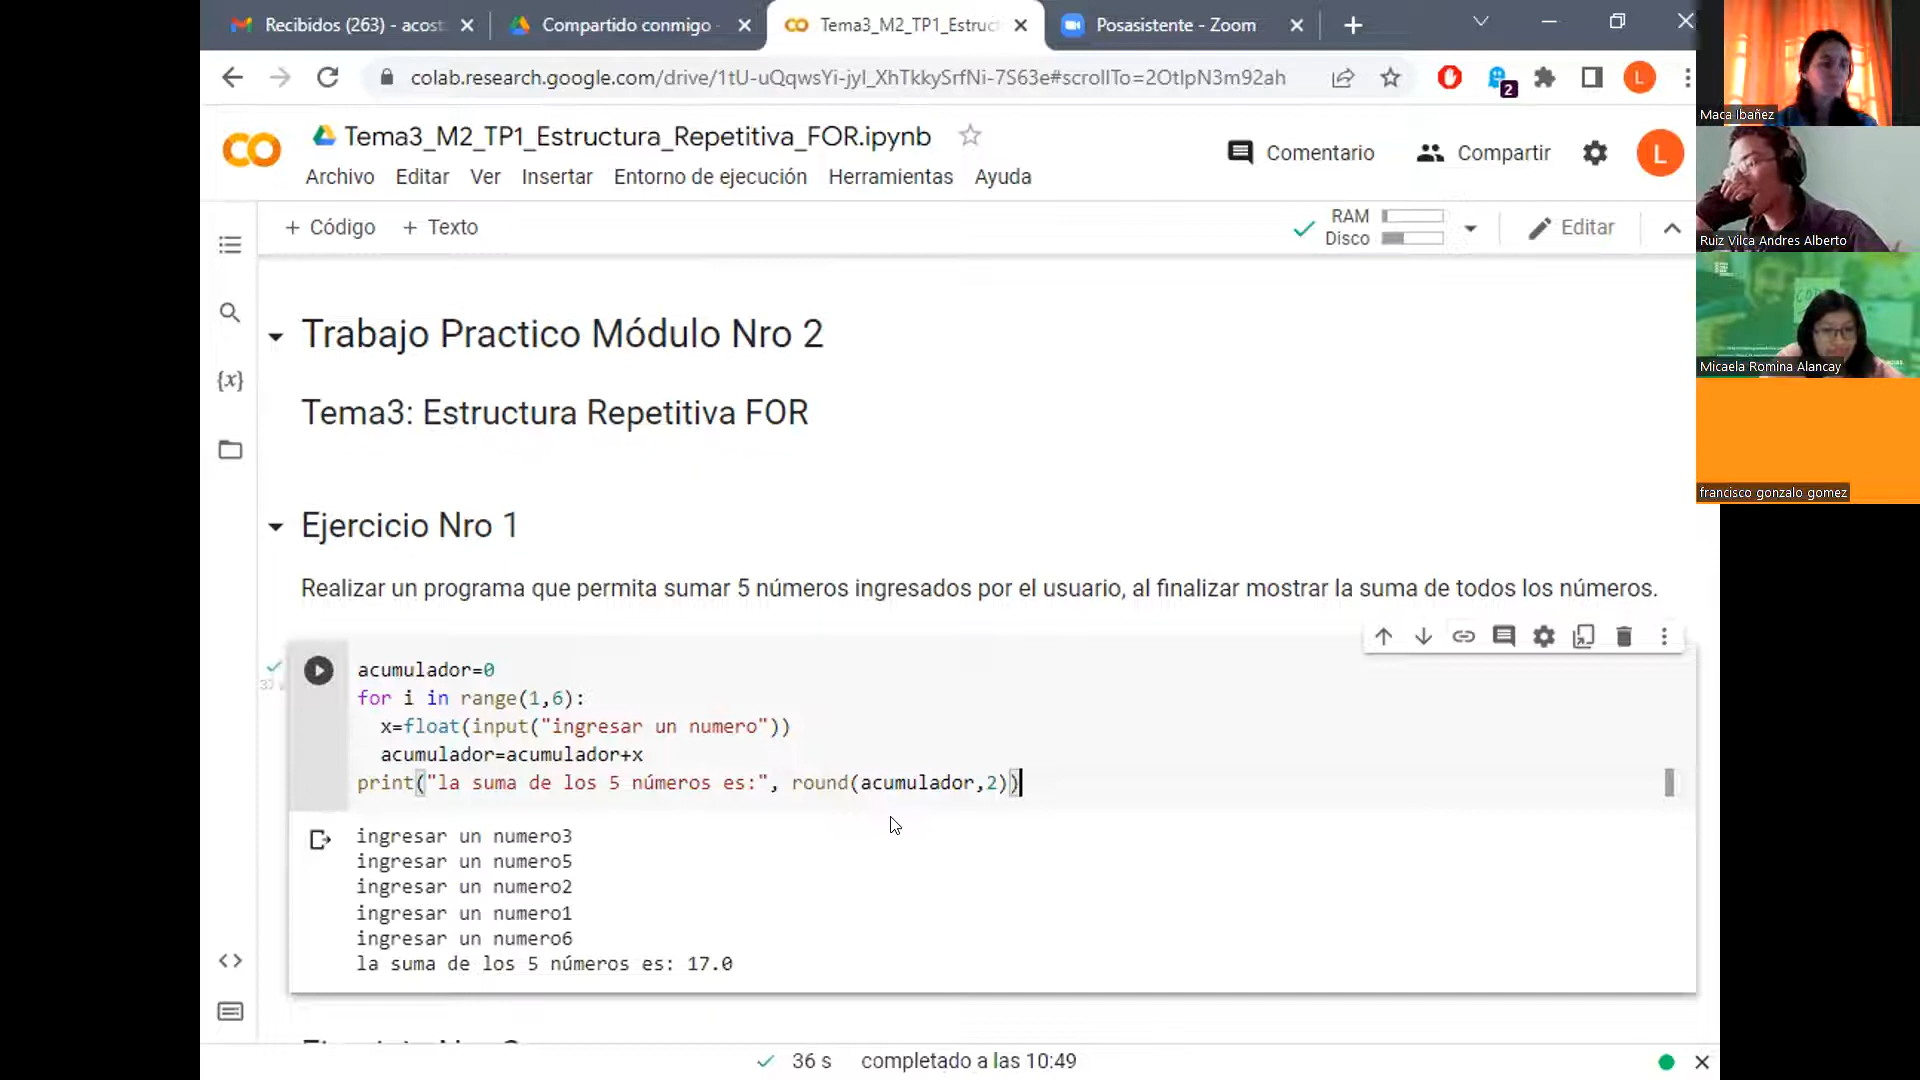 Recibidos (263) - acost
Compartido conmigo -
Tema3_M2_TP1_Estruct
Posasistente - Zoom
colab.research.google.com/drive/1tU-uQqwsYi-jyI_XhTkkySrfNi-7S63e#scrollTo=2OtlpN3m92ah
2
L
Maca Ibañez
Tema3_M2_TP1_Estructura_Repetitiva_FOR.ipynb
Comentario
Compartir
L
Archivo Editar Ver Insertar Entorno de ejecución Herramientas Ayuda
+ Código + Texto
RAM
Disco
Editar
Ruiz Vilca Andres Alberto
Micaela Romina Alancay
francisco gonzalo gomez
Trabajo Practico Módulo Nro 2
Tema3: Estructura Repetitiva FOR
{x}
Ejercicio Nro 1
Realizar un programa que permita sumar 5 números ingresados por el usuario, al finalizar mostrar la suma de todos los números.
acumulador=0
for i in range(1,6):
x=float(input("ingresar un numero"))
acumulador=acumulador+x
print("la suma de los 5 números es:", round(acumulador,2))
ingresar un numero3
ingresar un numero5
ingresar un numero2
ingresar un numero1
ingresar un numero6
la suma de los 5 números es: 17.0
36 s completado a las 10:49